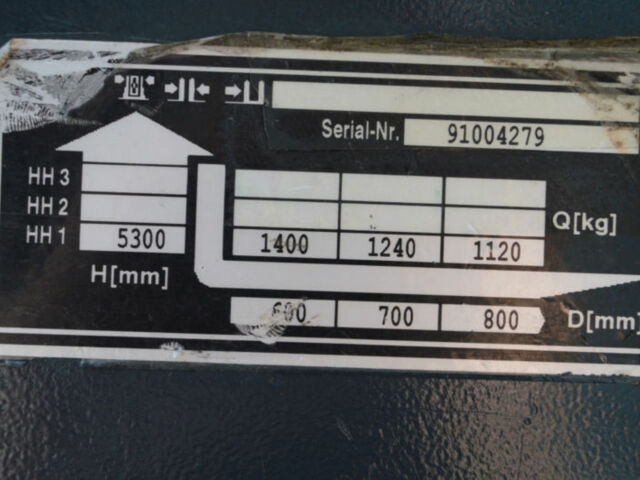 Serial-Nr. 91004279
HH 3
HH 2
HH 1 5300 1400 1240 1120 Q[kg]
H[mm]
600 700 800 D[mm]